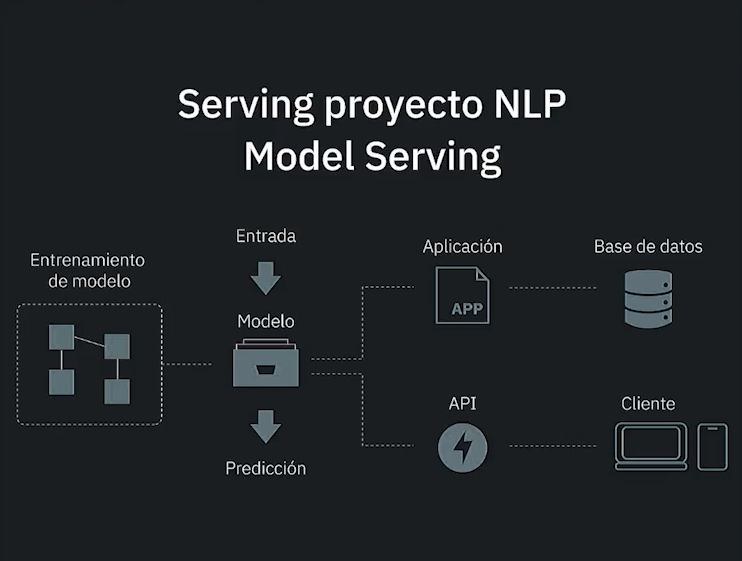 Serving proyecto NLP
Model Serving
Entrenamiento
de modelo
Entrada
Modelo
Predicción
Aplicación
APP
Base de datos
API
Cliente